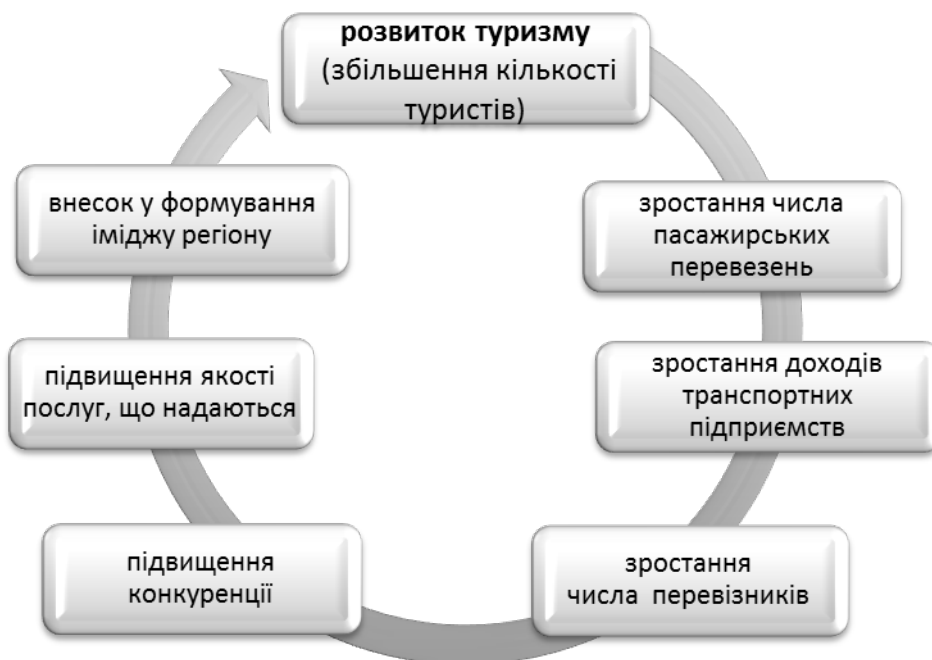 розвиток туризму
(збільшення кількості
туристів)
зростання числа
пасажирських
перевезень
зростання доходів
транспортних
підприємств
зростання
числа перевізників
підвищення
конкуренції
підвищення якості
послуг, що надаються
внесок у формування
іміджу регіону